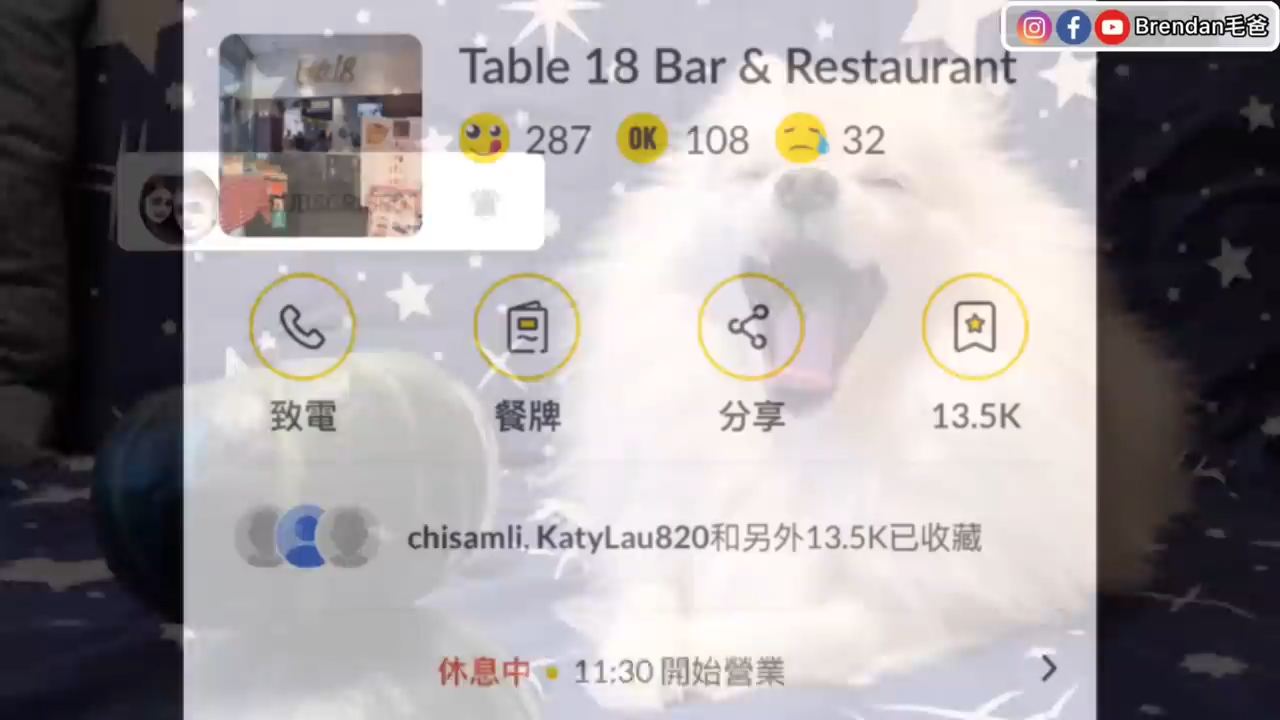 Brendan毛爸
Table 18 Bar & Restaurant
287 OK 108 32
致電 餐牌 分享 13.5K
chisamli, KatyLau820和另外13.5K已收藏
休息中 • 11:30 開始營業